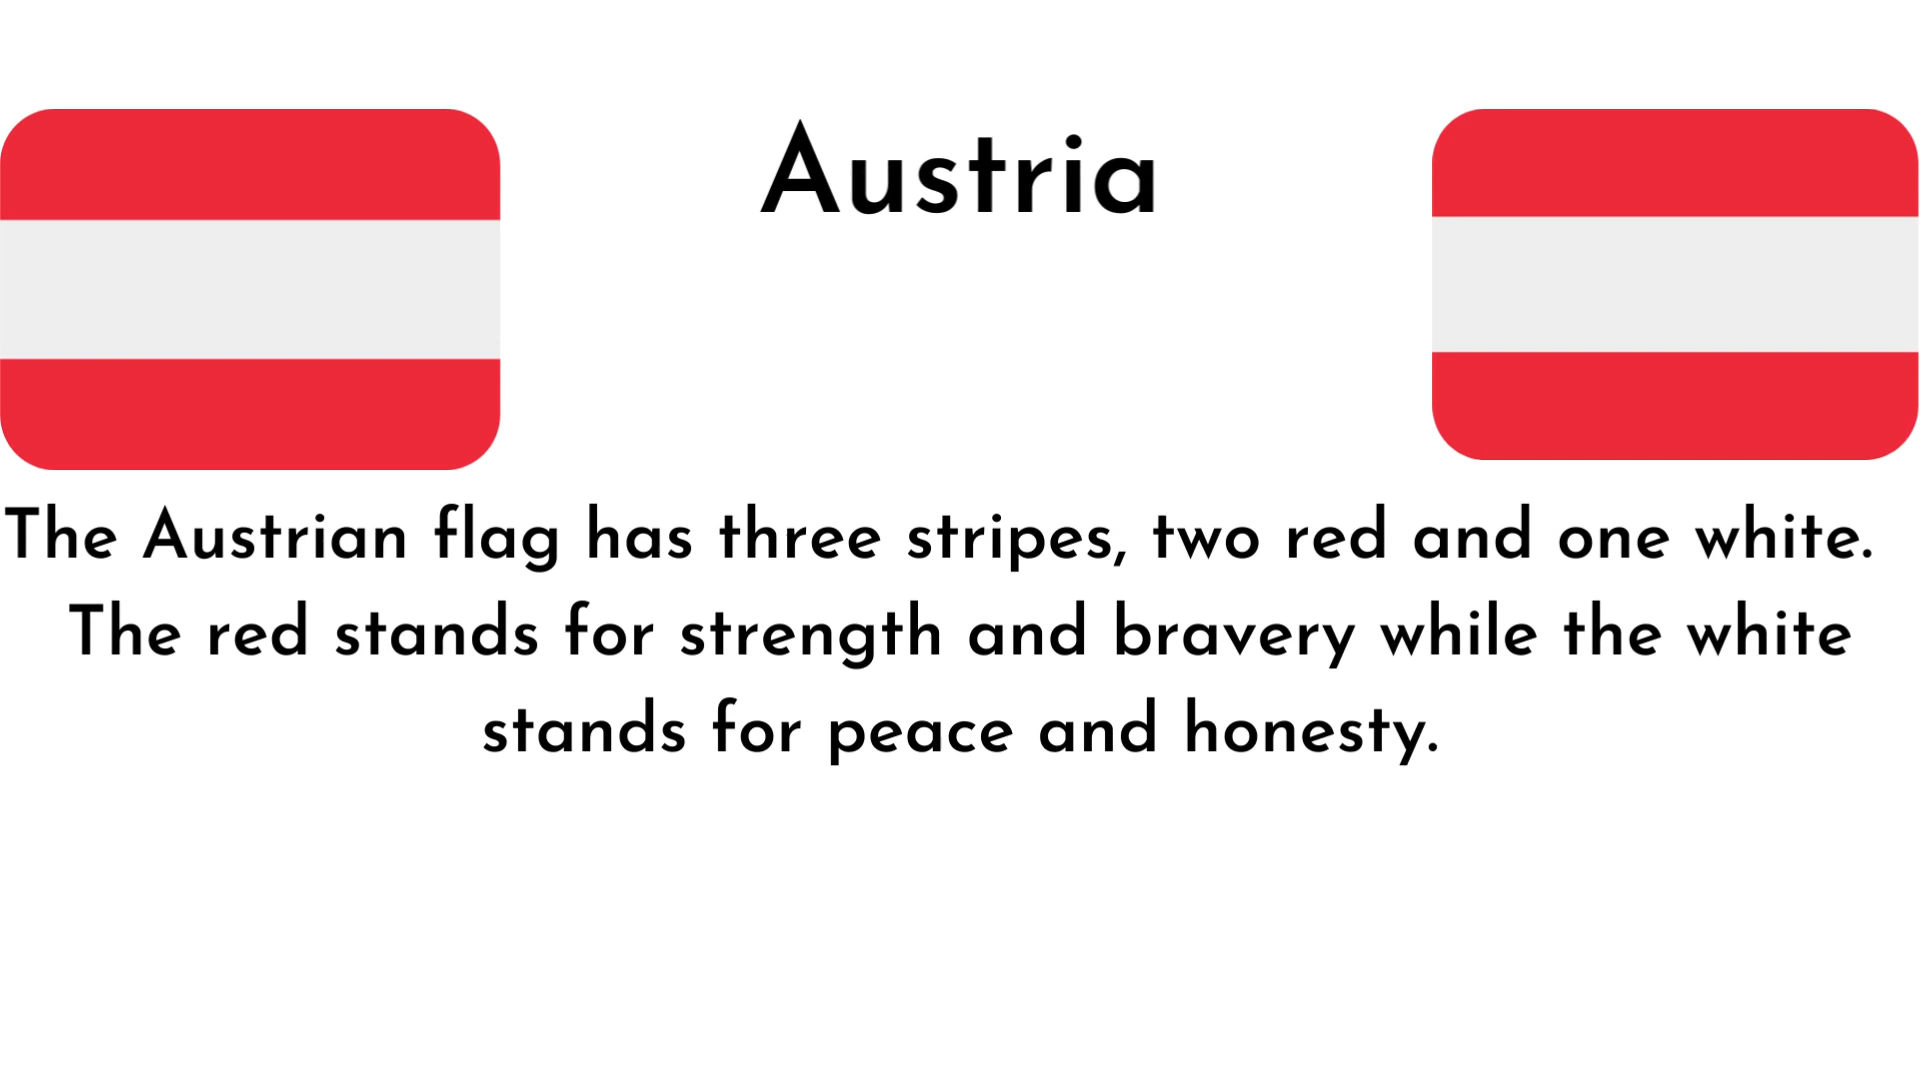 Austria
The Austrian flag has three stripes, two red and one white.
The red stands for strength and bravery while the white
stands for peace and honesty.